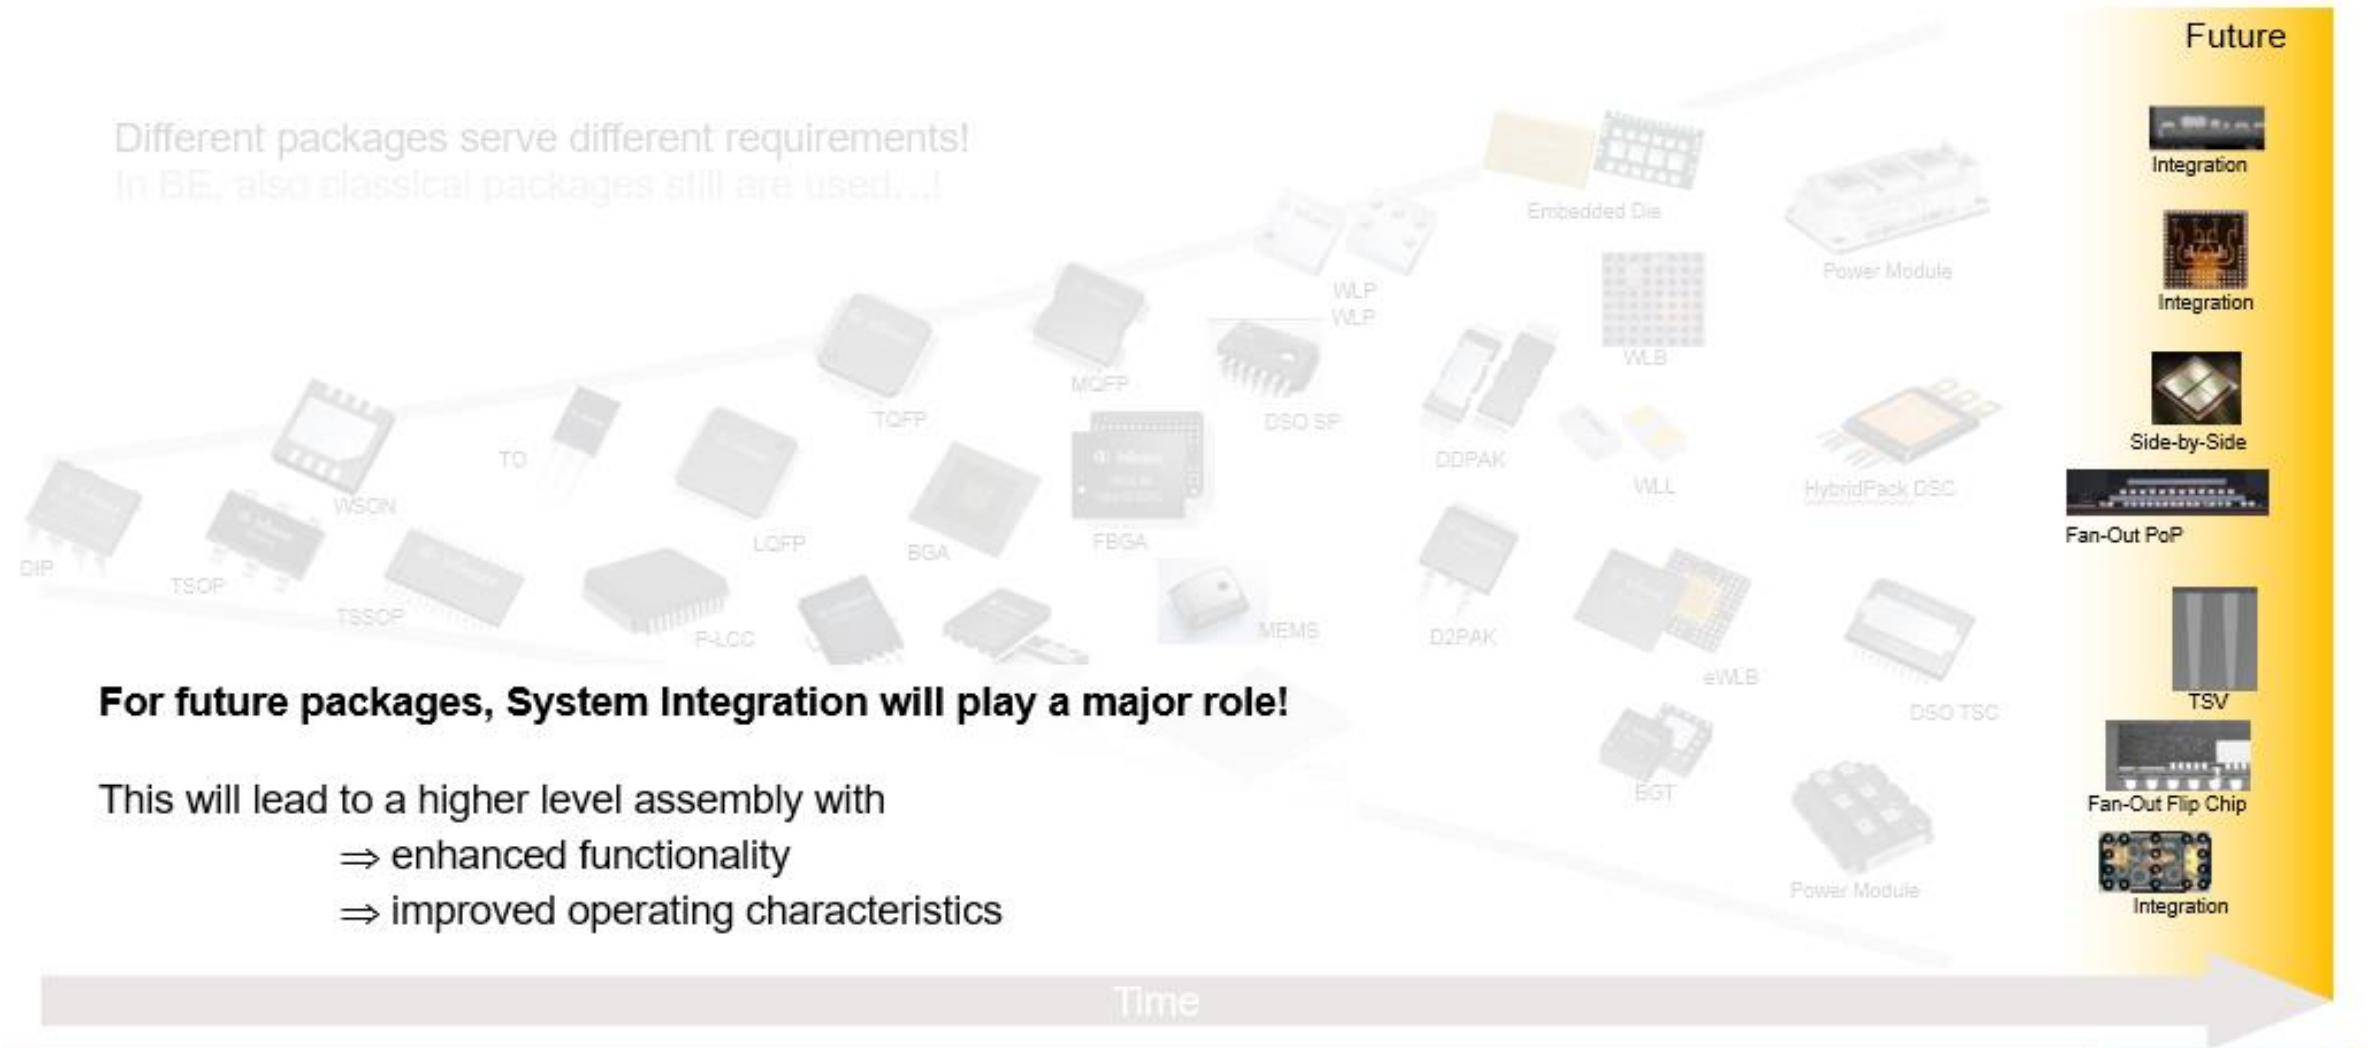 Future
Different packages serve different requirements!
In BE, also classical packages still are used…!
Integration
Embedded Die
Power Module
Integration
WLP
WLP
WLB
MQFP
TQFP
DSO SP
Side-by-Side
TO
DDPAK
WLL
HybridPack DSC
WSON
Fan-Out PoP
LQFP
BGA
FBGA
DIP
TSOP
TSSOP
P-LCC
MEMS
D2PAK
eWLB
TSV
DSO TSC
For future packages, System Integration will play a major role!
BGT
Fan-Out Flip Chip
This will lead to a higher level assembly with
⇒ enhanced functionality
Power Module
Integration
⇒ improved operating characteristics
Time